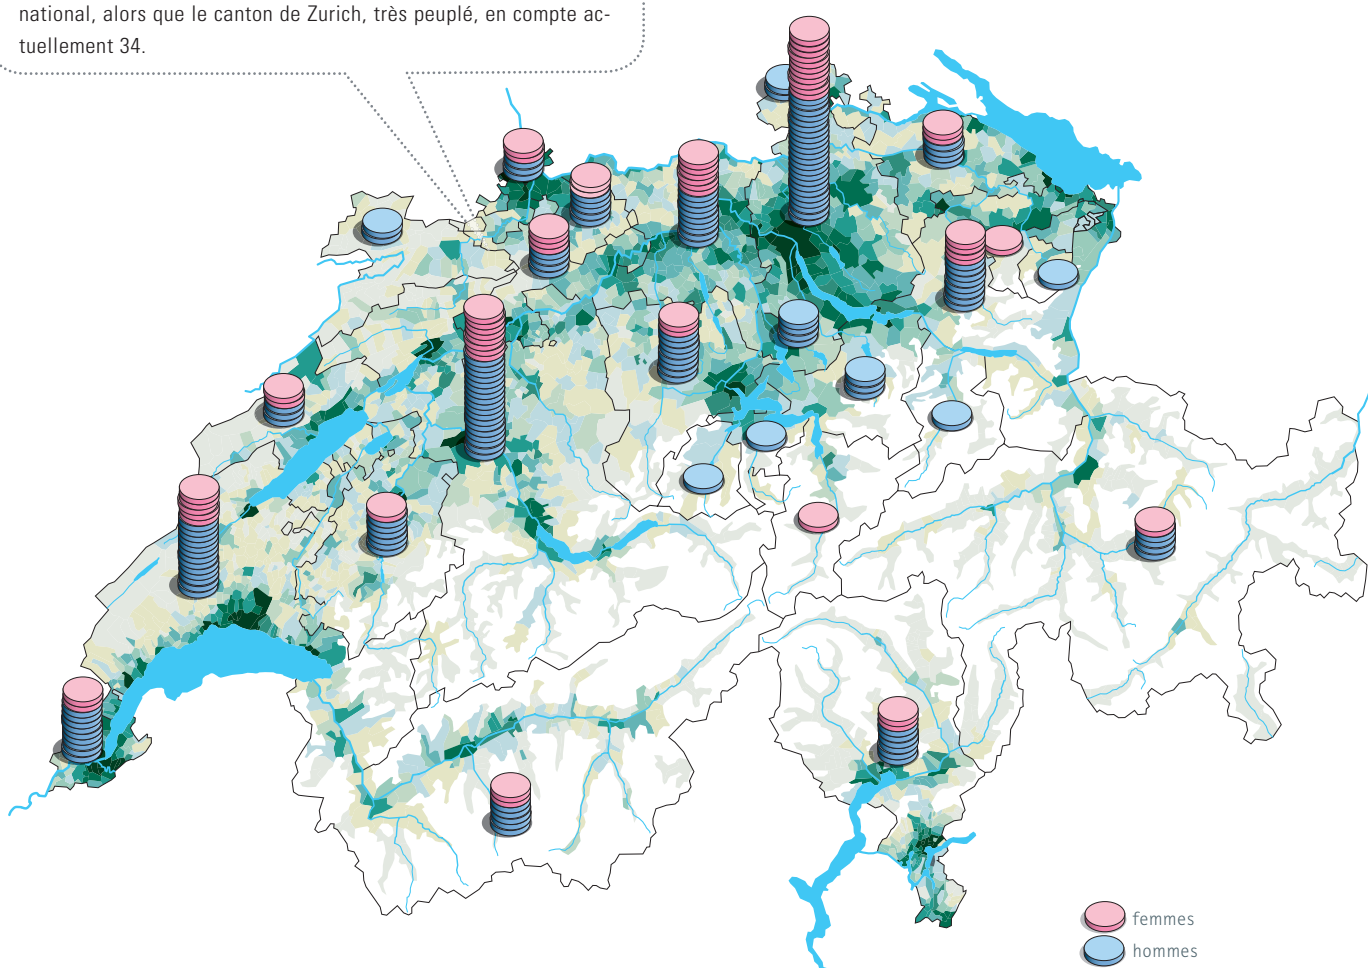 national, alors que le canton de Zurich, très peuplé, en compte ac-
tuellement 34.
femmes
hommes